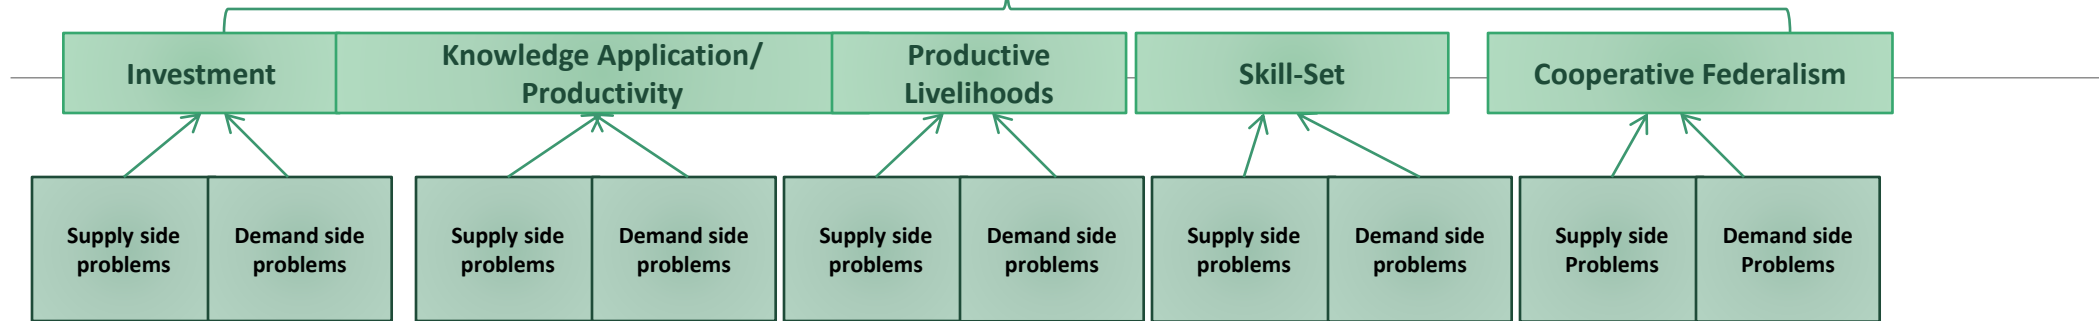 Investment
Knowledge Application/
Productivity
Productive
Livelihoods
Skill-Set
Cooperative Federalism
Supply side
problems
Demand side
problems
Supply side
problems
Demand side
problems
Supply side
problems
Demand side
problems
Supply side
problems
Demand side
problems
Supply side
Problems
Demand side
Problems